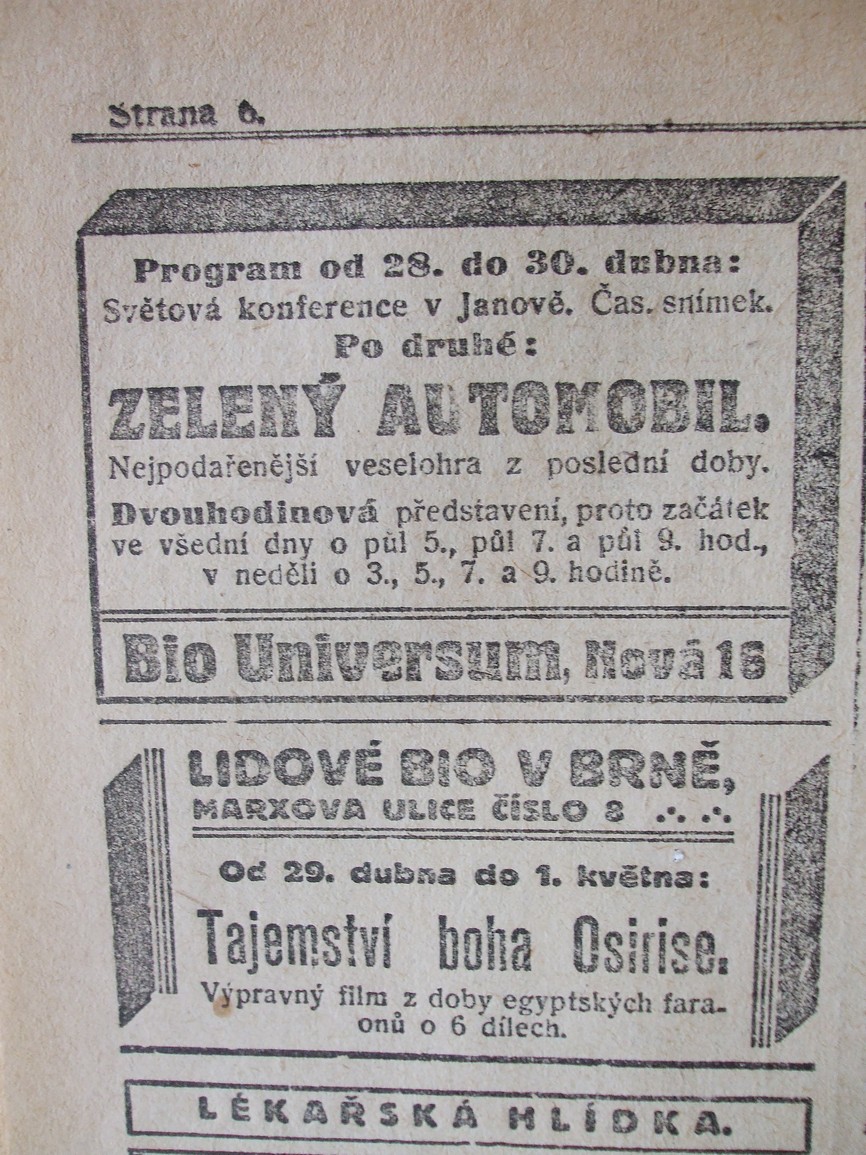 Strana 6.
Program od 28. do 30. dubna:
Světová konference v Janově. Čas. snímek.
Po druhé:
ZELENÝ AUTOMOBIL.
Nejpodařenější veselohra z poslední doby.
Dvouhodinová představení, proto začátek
ve všední dny o půl 5., půl 7. a půl 9. hod.,
v neděli o 3., 5., 7. a 9. hodině.
Bio Universum, Nová 16
LIDOVÉ BIO V BRNĚ,
MARXOVA ULICE ČÍSLO 8 ∴ ∴
Od 29. dubna do 1. května:
Tajemství boha Osirise.
Výpravný film z doby egyptských fara-
onů o 6 dílech.
LÉKAŘSKÁ HLÍDKA.